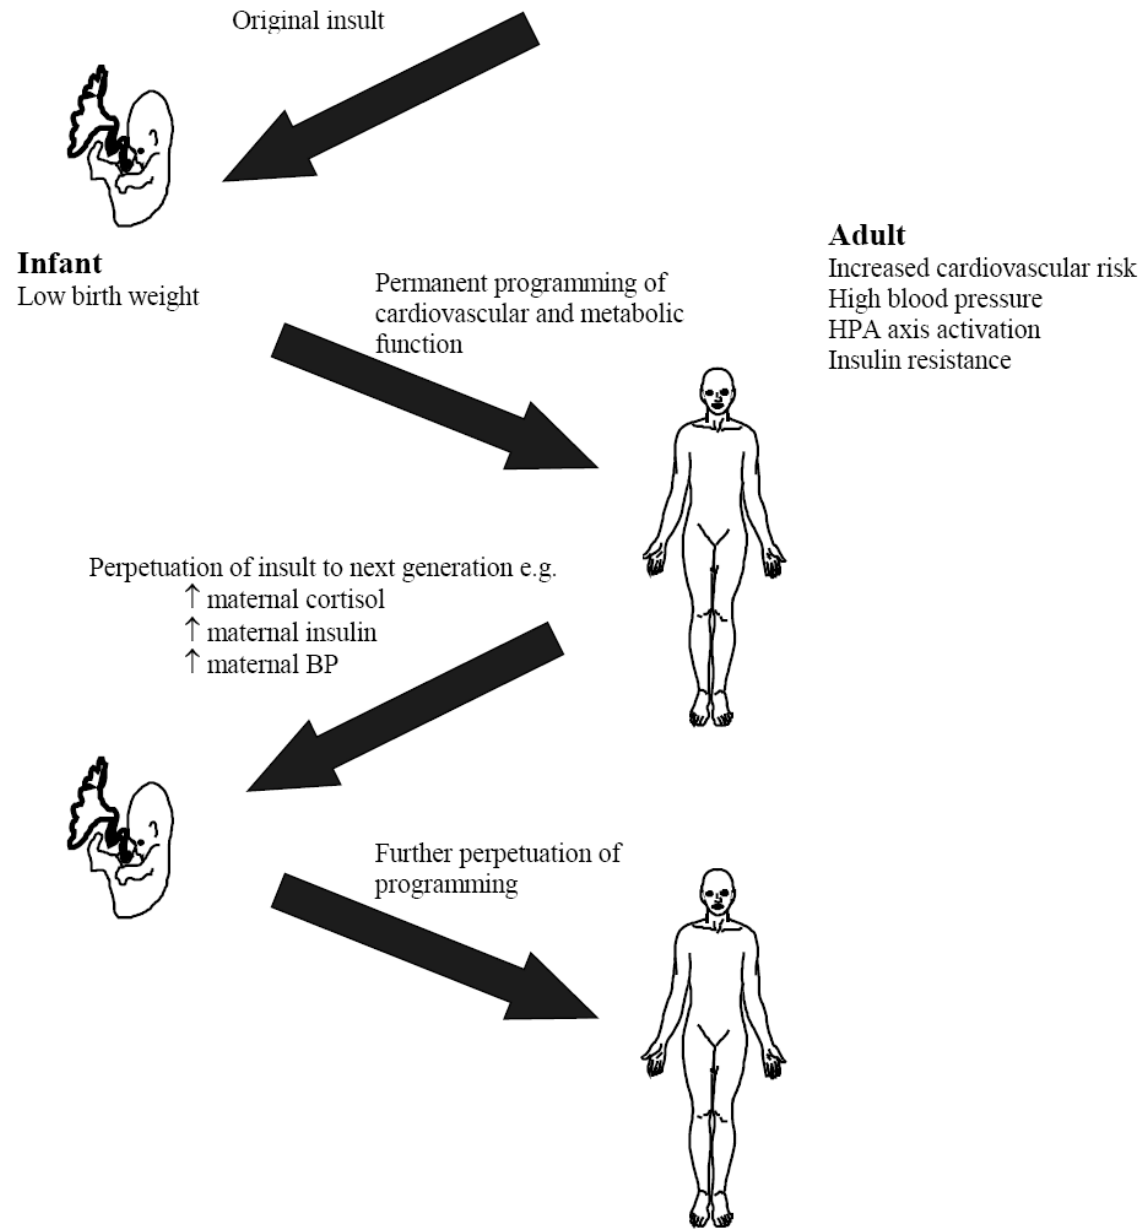 Original insult
Infant
Low birth weight
Adult
Increased cardiovascular risk
High blood pressure
HPA axis activation
Insulin resistance
Permanent programming of
cardiovascular and metabolic
function
Perpetuation of insult to next generation e.g.
↑ maternal cortisol
↑ maternal insulin
↑ maternal BP
Further perpetuation of
programming